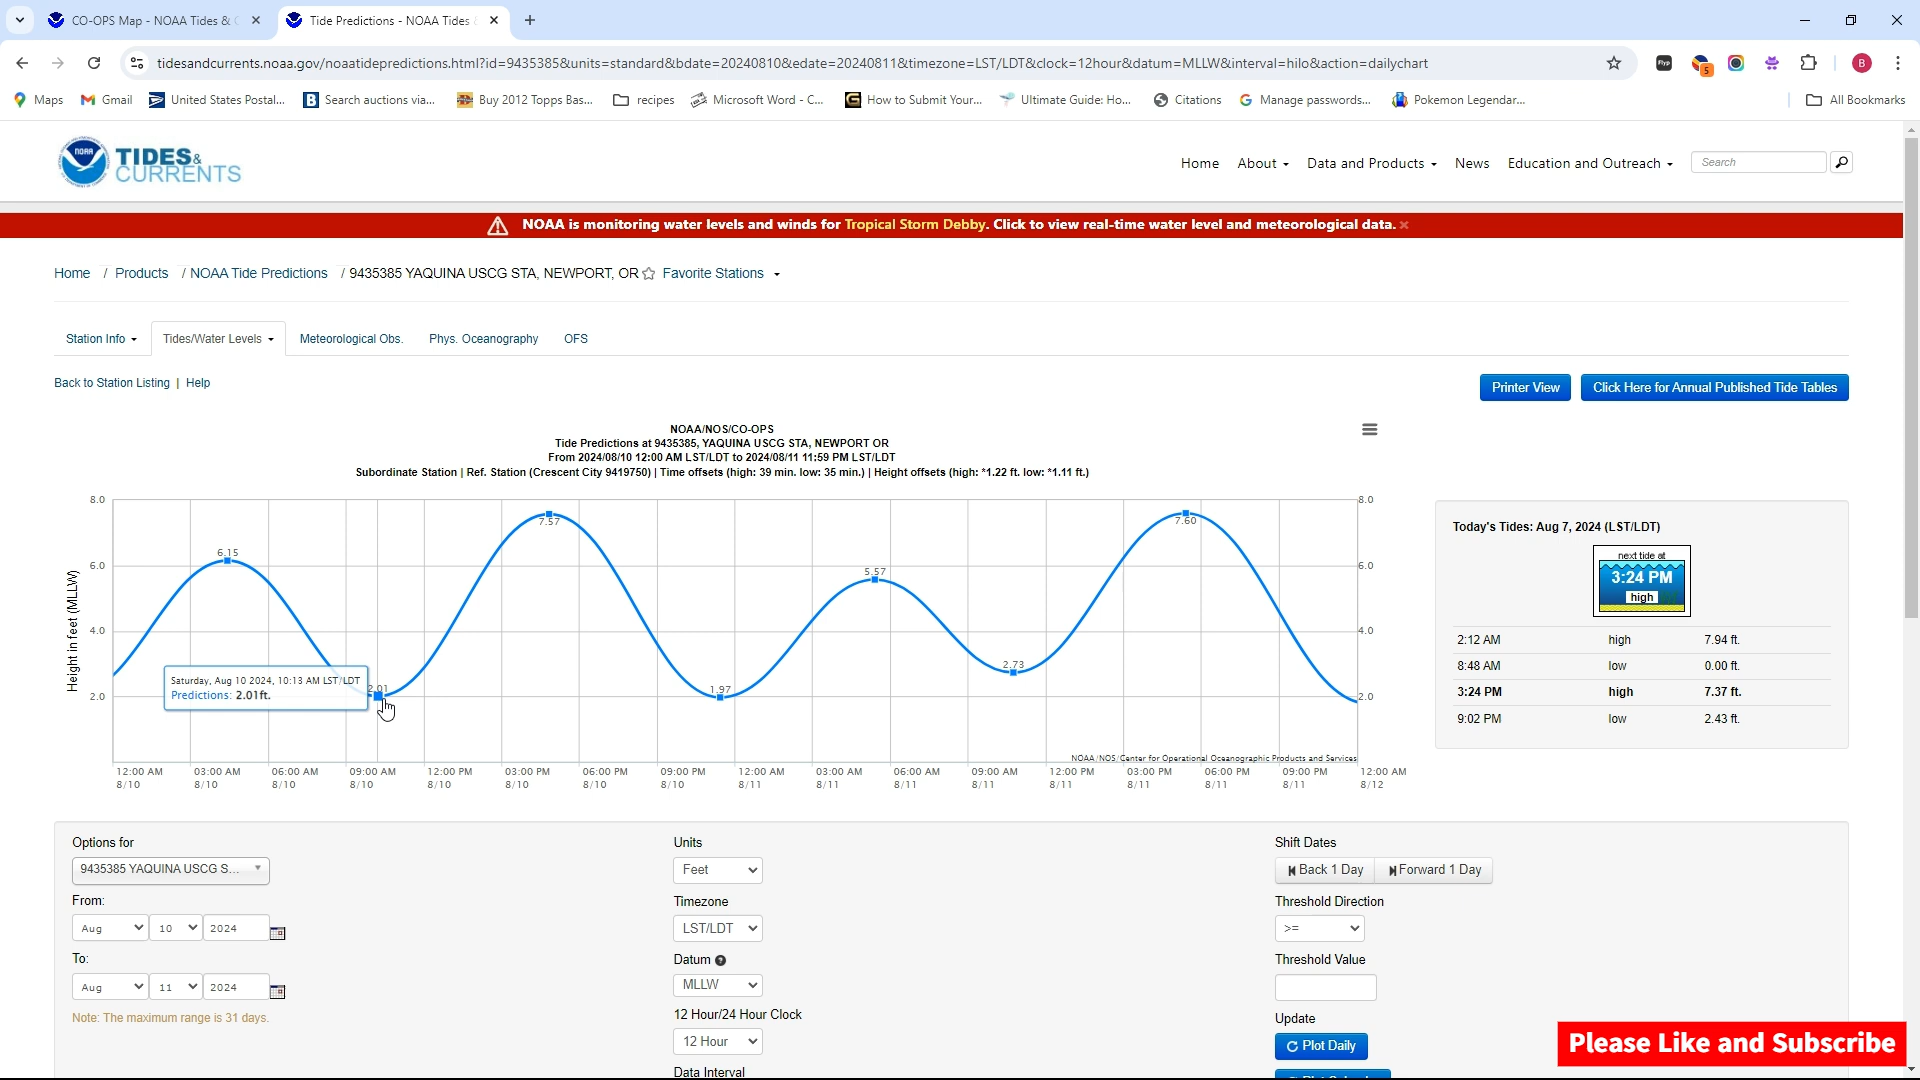 CO-OPS Map - NOAA Tides & C
Tide Predictions - NOAA Tides &
tidesandcurrents.noaa.gov/noaatidepredictions.html?id=9435385&units=standard&bdate=20240810&edate=20240811&timezone=LST/LDT&clock=12hour&datum=MLLW&interval=hilo&action=dailychart
Flyp
5
B
Maps
Gmail
United States Postal...
Search auctions via...
Buy 2012 Topps Bas...
recipes
Microsoft Word - C...
How to Submit Your...
Ultimate Guide: Ho...
Citations
Manage passwords...
Pokemon Legendar...
All Bookmarks
NOAA
TIDES &
CURRENTS
Home
About
Data and Products
News
Education and Outreach
Search
NOAA is monitoring water levels and winds for Tropical Storm Debby. Click to view real-time water level and meteorological data. ×
Home / Products / NOAA Tide Predictions / 9435385 YAQUINA USCG STA, NEWPORT, OR Favorite Stations
Station Info
Tides/Water Levels
Meteorological Obs.
Phys. Oceanography
OFS
Back to Station Listing | Help
Printer View
Click Here for Annual Published Tide Tables
NOAA/NOS/CO-OPS
Tide Predictions at 9435385, YAQUINA USCG STA, NEWPORT OR
From 2024/08/10 12:00 AM LST/LDT to 2024/08/11 11:59 PM LST/LDT
Subordinate Station | Ref. Station (Crescent City 9419750) | Time offsets (high: 39 min. low: 35 min.) | Height offsets (high: *1.22 ft. low: *1.11 ft.)
Height in feet (MLLW)
8.0
6.0
4.0
2.0
8.0
6.0
4.0
2.0
6.15
2.01
7.57
1.97
5.57
2.73
7.60
Saturday, Aug 10 2024, 10:13 AM LST/LDT
Predictions: 2.01ft.
NOAA/NOS/Center for Operational Oceanographic Products and Services
12:00 AM 03:00 AM 06:00 AM 09:00 AM 12:00 PM 03:00 PM 06:00 PM 09:00 PM 12:00 AM 03:00 AM 06:00 AM 09:00 AM 12:00 PM 03:00 PM 06:00 PM 09:00 PM 12:00 AM
8/10 8/10 8/10 8/10 8/10 8/10 8/10 8/10 8/11 8/11 8/11 8/11 8/11 8/11 8/11 8/11 8/12
Today's Tides: Aug 7, 2024 (LST/LDT)
next tide at
3:24 PM
high
2:12 AM high 7.94 ft.
8:48 AM low 0.00 ft.
3:24 PM high 7.37 ft.
9:02 PM low 2.43 ft.
Options for
9435385 YAQUINA USCG S...
From:
Aug 10 2024
To:
Aug 11 2024
Note: The maximum range is 31 days.
Units
Feet
Timezone
LST/LDT
Datum
MLLW
12 Hour/24 Hour Clock
12 Hour
Data Interval
Shift Dates
Back 1 Day
Forward 1 Day
Threshold Direction
>=
Threshold Value
Update
Plot Daily
Please Like and Subscribe